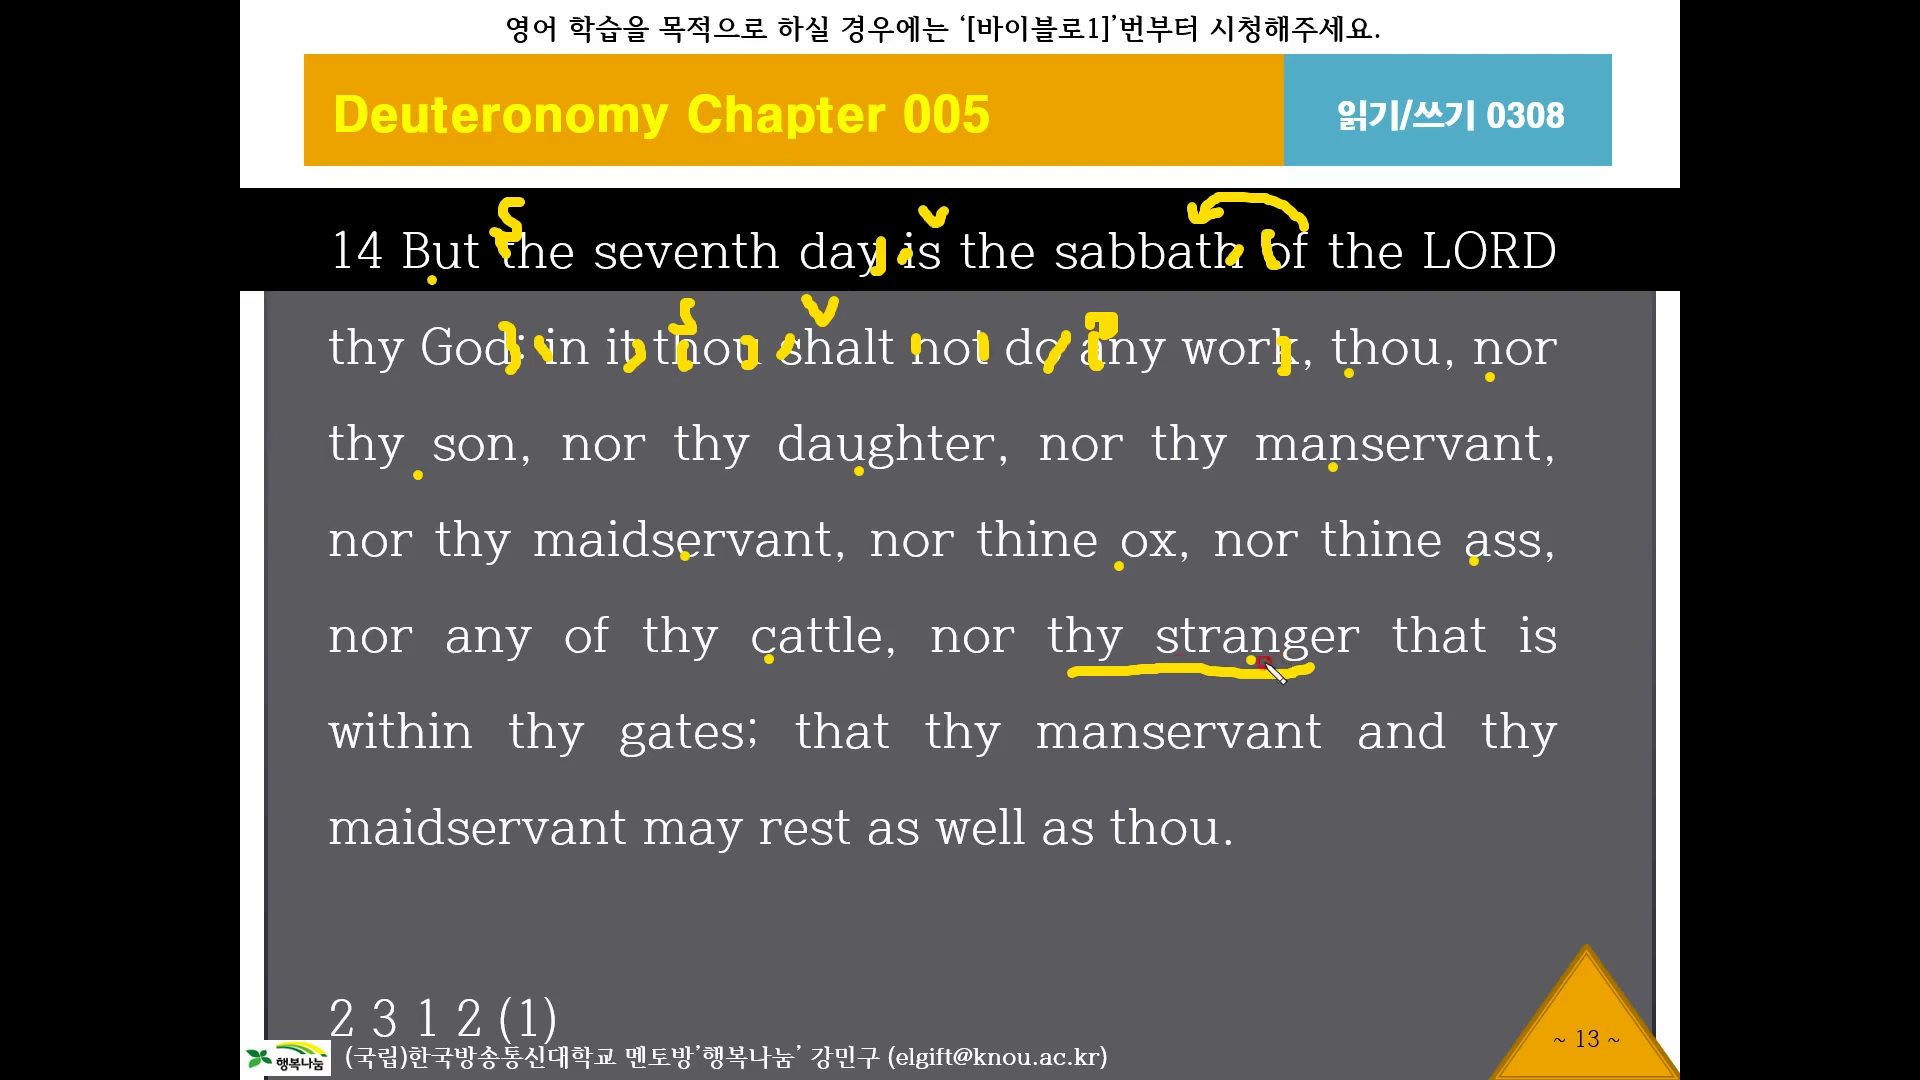 영어 학습을 목적으로 하실 경우에는 ‘[바이블로1]’번부터 시청해주세요.
Deuteronomy Chapter 005
읽기/쓰기 0308
14 But the seventh day is the sabbath of the LORD
thy God: in it thou shalt not do any work, thou, nor
thy son, nor thy daughter, nor thy manservant,
nor thy maidservant, nor thine ox, nor thine ass,
nor any of thy cattle, nor thy stranger that is
within thy gates; that thy manservant and thy
maidservant may rest as well as thou.
2 3 1 2 (1)
~ 13 ~
행복나눔
(국립)한국방송통신대학교 멘토방’행복나눔’ 강민구 (elgift@knou.ac.kr)